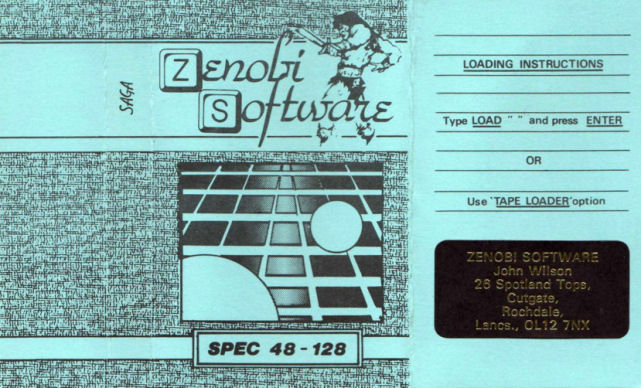 SAGA
Zenobi
Software
SPEC 48-128
LOADING INSTRUCTIONS
Type LOAD " " and press ENTER
OR
Use 'TAPE LOADER' option
ZENOBI SOFTWARE
John Wilson
26 Spotland Tops,
Cutgate,
Rochdale,
Lancs., OL12 7NX